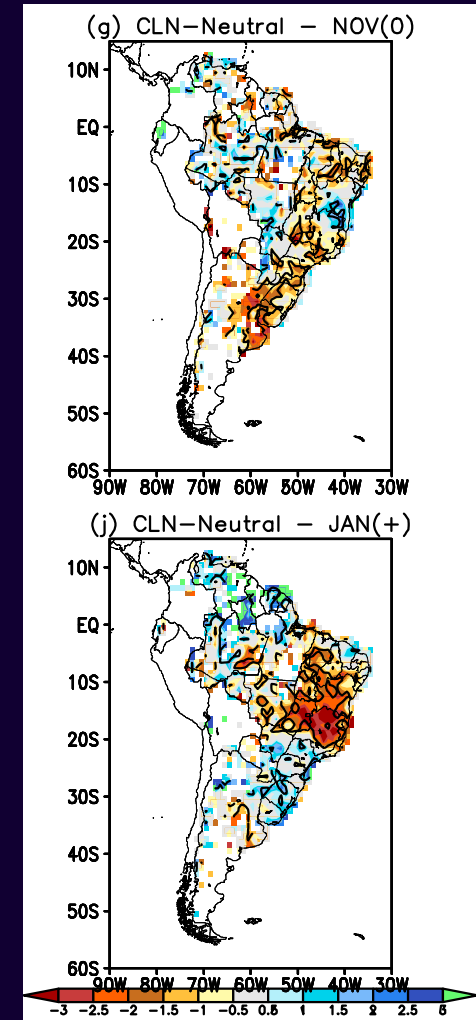 (g) CLN-Neutral - NOV(0)
10N
EQ
10S
20S
30S
40S
50S
60S
90W 80W 70W 60W 50W 40W 30W
(j) CLN-Neutral - JAN(+)
10N
EQ
10S
20S
30S
40S
50S
60S
90W 80W 70W 60W 50W 40W 30W
-3 -2.5 -2 -1.5 -1 -0.5 0.5 1 1.5 2 2.5